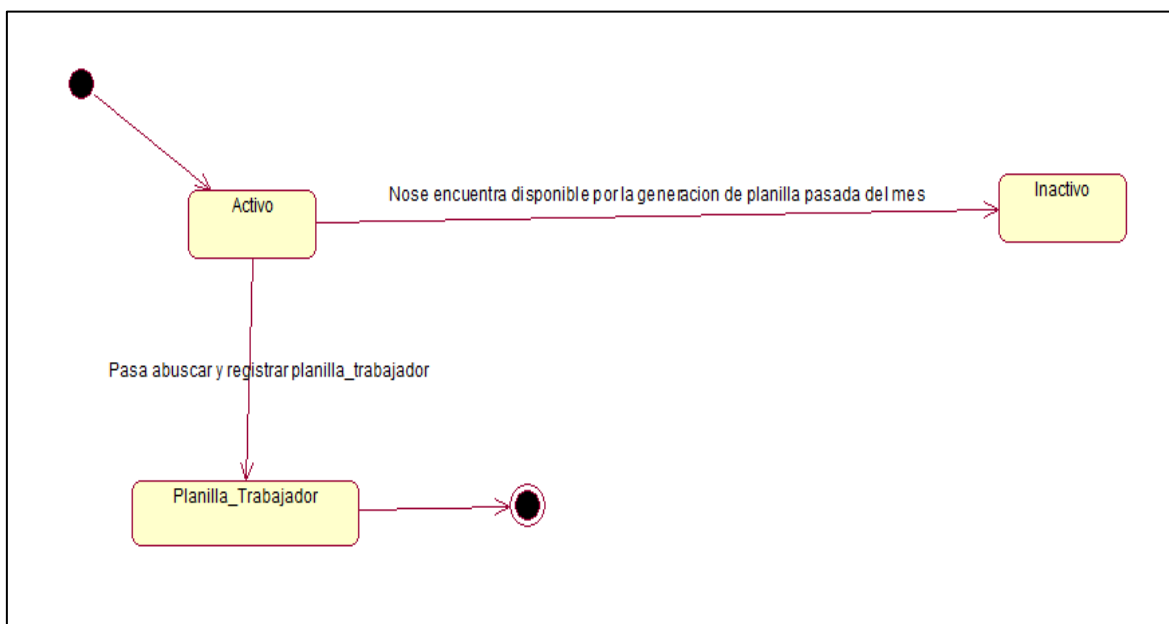 Activo
Nose encuentra disponible por la generacion de planilla pasada del mes
Inactivo
Pasa abuscar y registrar planilla_trabajador
Planilla_Trabajador